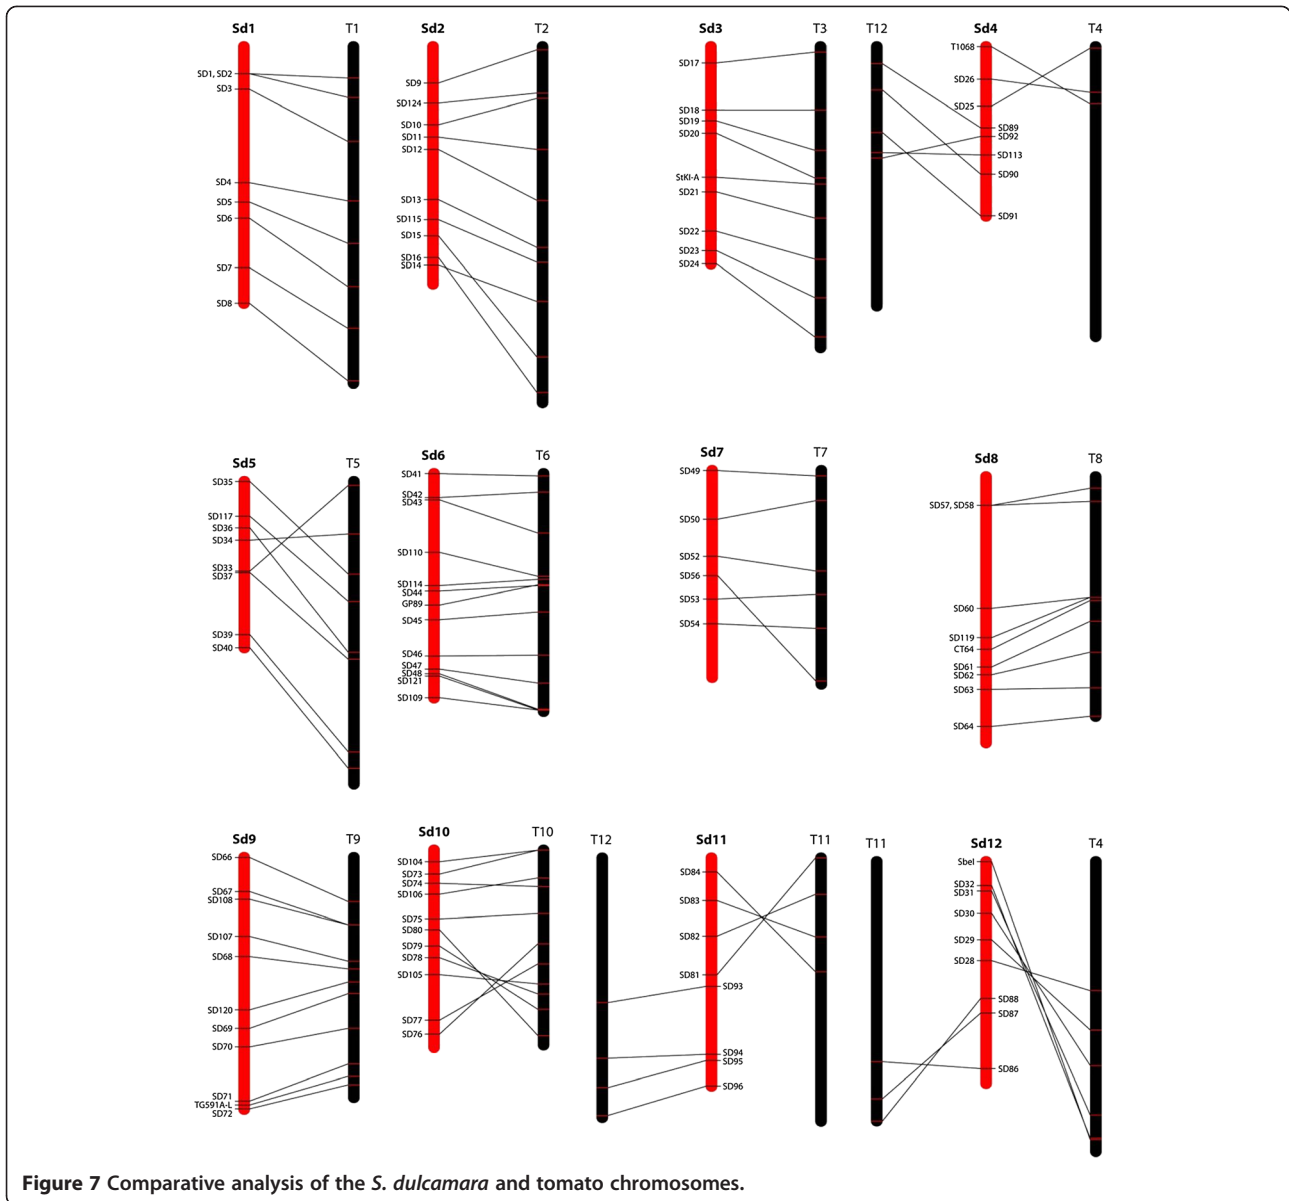 Sd1 T1 Sd2 T2 Sd3 T3 T12 Sd4 T4
SD1, SD2
SD3
SD4
SD5
SD6
SD7
SD8
SD9
SD124
SD10
SD11
SD12
SD13
SD115
SD15
SD16
SD14
SD17
SD18
SD19
SD20
StKI-A
SD21
SD22
SD23
SD24
T1068
SD26
SD25
SD89
SD92
SD113
SD90
SD91
Sd5 T5 Sd6 T6 Sd7 T7 Sd8 T8
SD35
SD117
SD36
SD34
SD33
SD37
SD39
SD40
SD41
SD42
SD43
SD110
SD114
SD44
GP89
SD45
SD46
SD47
SD48
SD121
SD109
SD49
SD50
SD52
SD56
SD53
SD54
SD57, SD58
SD60
SD119
CT64
SD61
SD62
SD63
SD64
Sd9 T9 Sd10 T10 T12 Sd11 T11 T11 Sd12 T4
SD66
SD67
SD108
SD107
SD68
SD120
SD69
SD70
SD71
TG591A-L
SD72
SD104
SD73
SD74
SD106
SD75
SD80
SD79
SD78
SD105
SD77
SD76
SD84
SD83
SD82
SD81
SD93
SD94
SD95
SD96
SbeI
SD32
SD31
SD30
SD29
SD28
SD88
SD87
SD86
Figure 7 Comparative analysis of the S. dulcamara and tomato chromosomes.